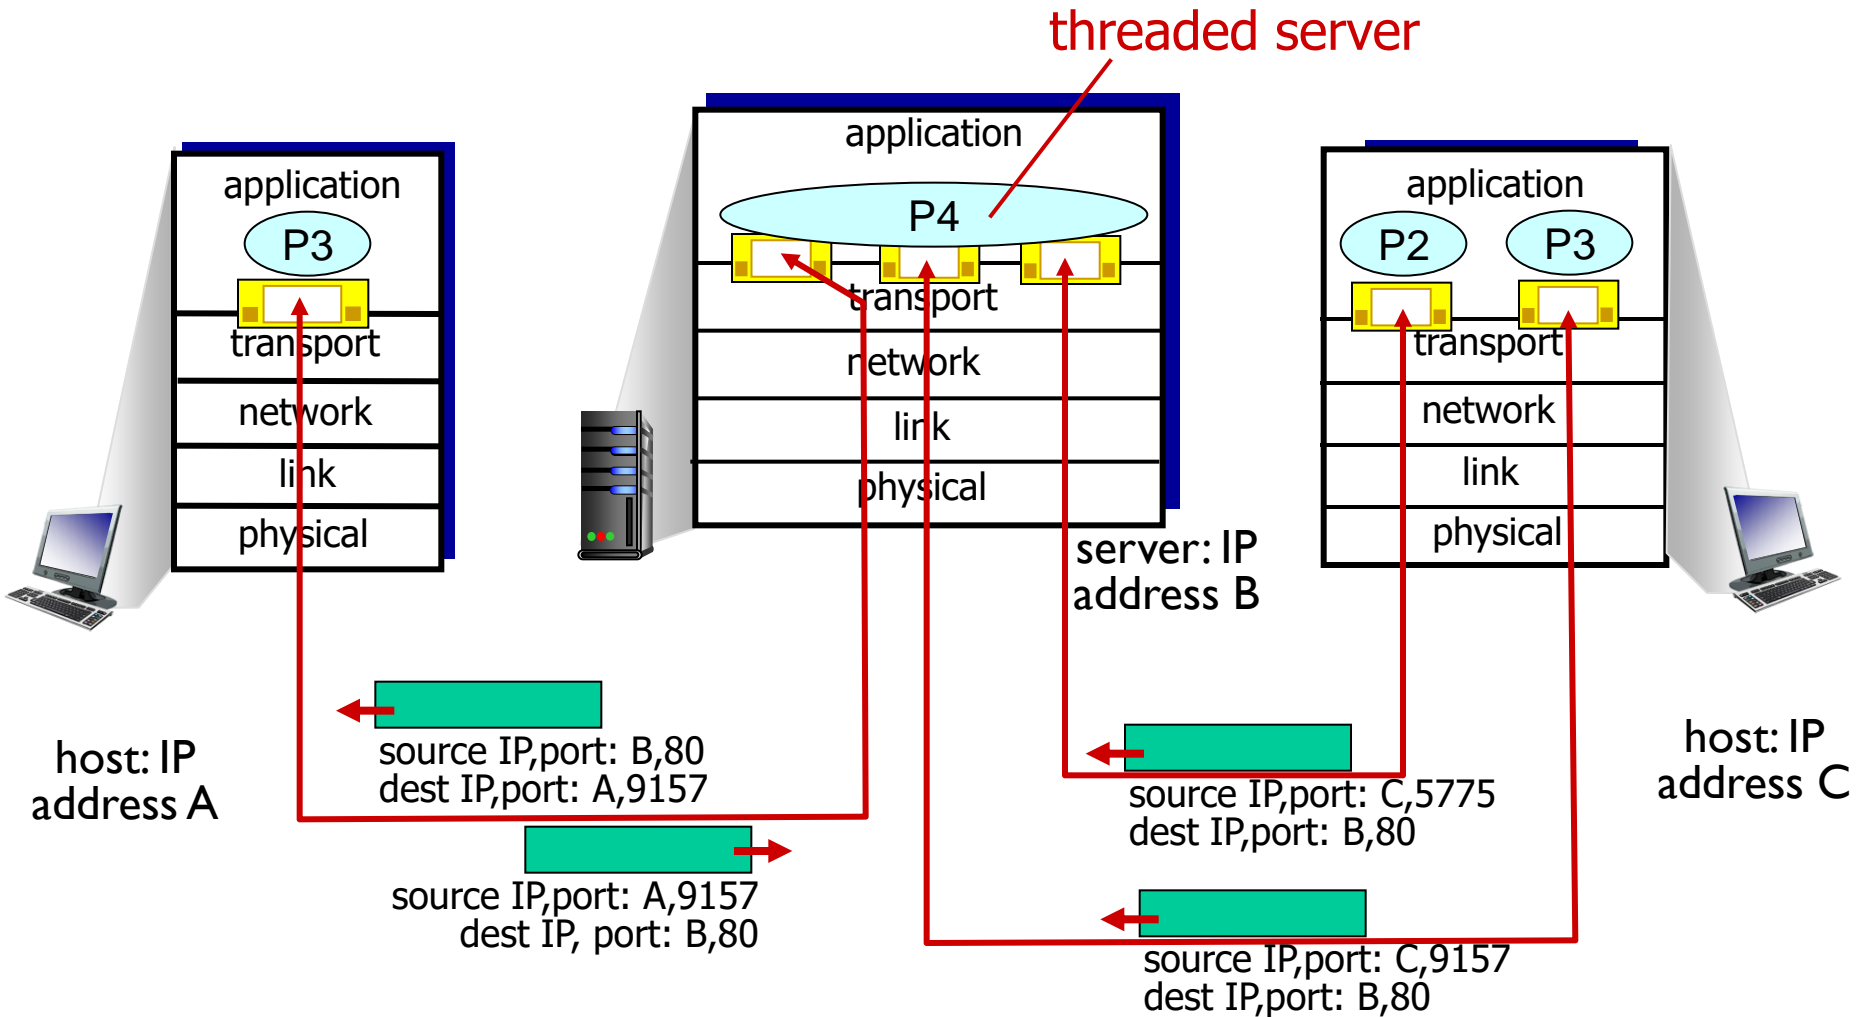 threaded server
application
P3
transport
network
link
physical
application
P4
transport
network
link
physical
application
P2
P3
transport
network
link
physical
server: IP
address B
host: IP
address A
source IP,port: B,80
dest IP,port: A,9157
source IP,port: A,9157
dest IP, port: B,80
source IP,port: C,5775
dest IP,port: B,80
source IP,port: C,9157
dest IP,port: B,80
host: IP
address C